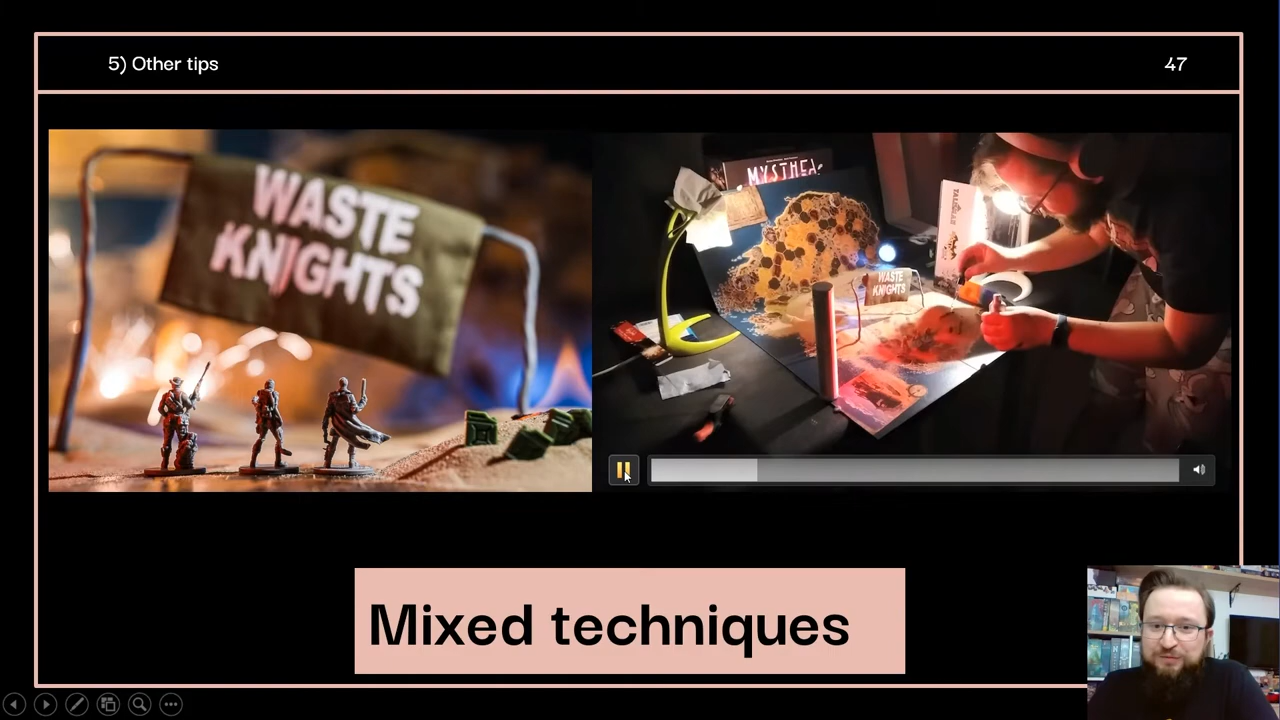 5) Other tips
47
WASTE
KNIGHTS
MYSTHEA
WASTE
KNIGHTS
Mixed techniques